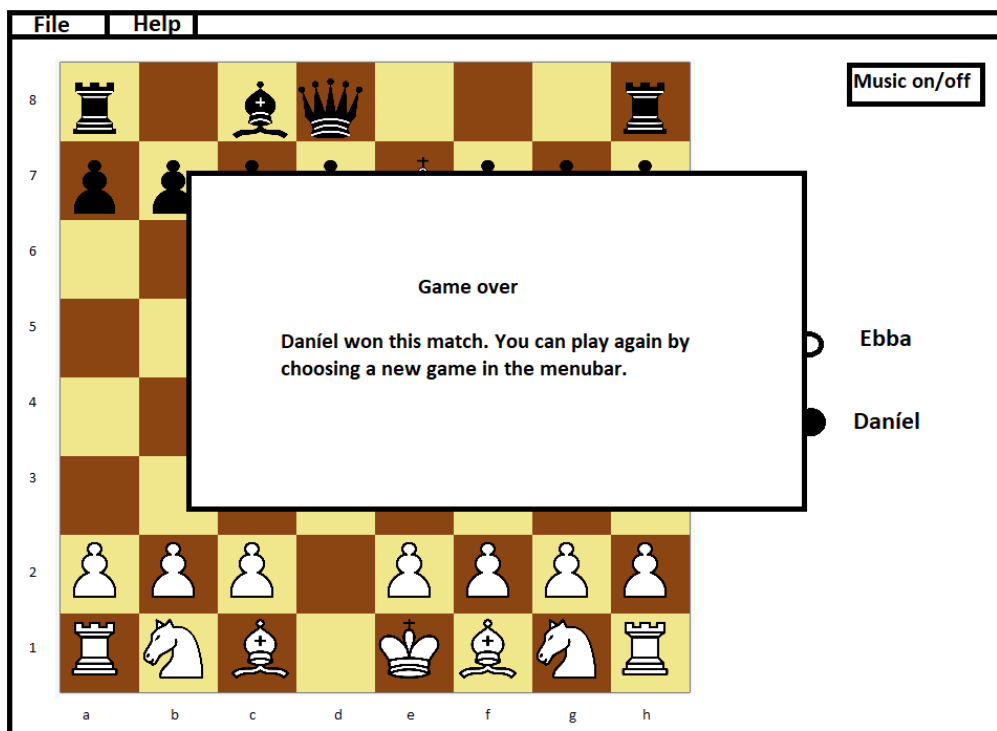 File Help
Music on/off
8
7
6
5
4
3
2
1
Game over
Daníel won this match. You can play again by
choosing a new game in the menubar.
Ebba
Daníel
a b c d e f g h